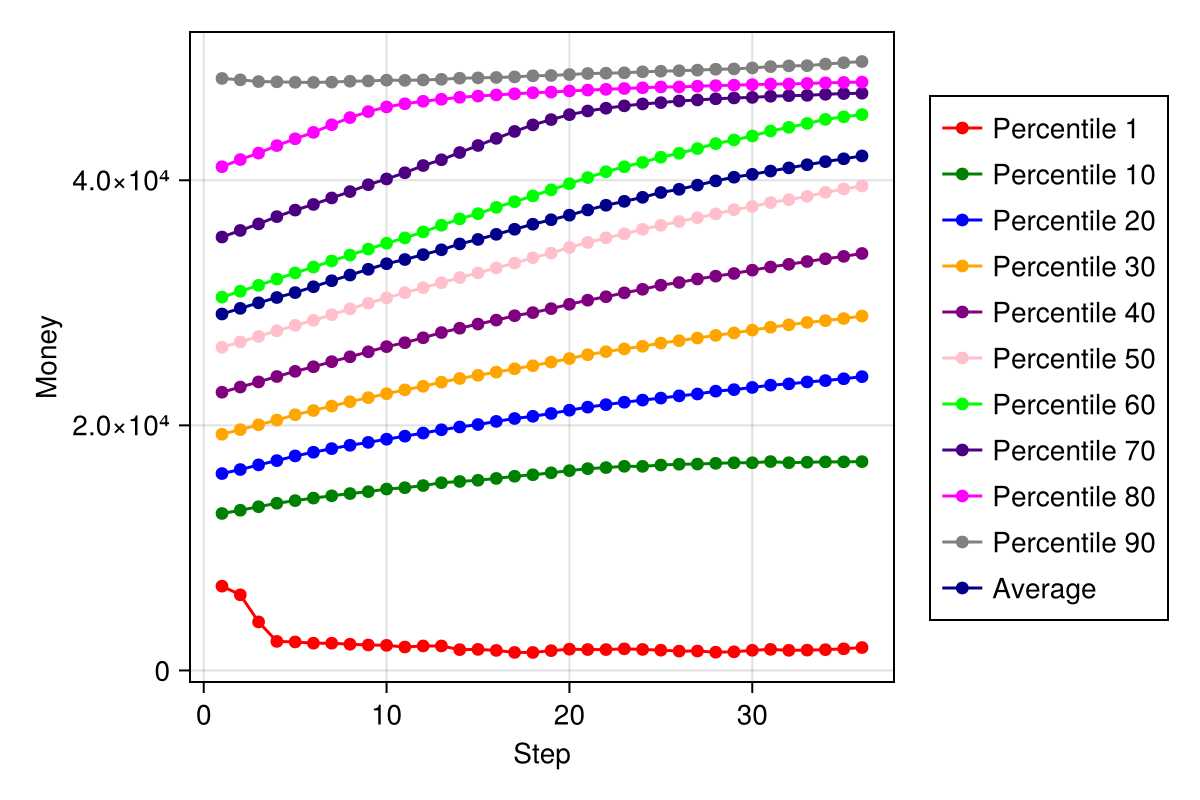 Money
4.0×10⁴
2.0×10⁴
0
0 10 20 30
Step
Percentile 1
Percentile 10
Percentile 20
Percentile 30
Percentile 40
Percentile 50
Percentile 60
Percentile 70
Percentile 80
Percentile 90
Average